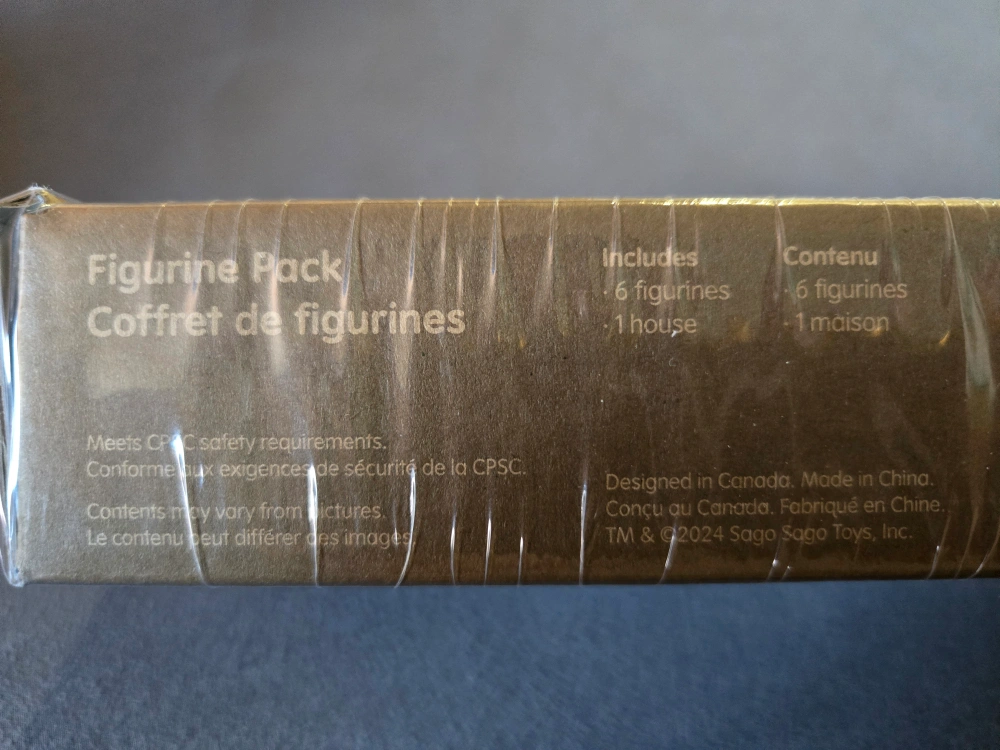 Figurine Pack
Coffret de figurines
Includes
· 6 figurines
· 1 house
Contenu
· 6 figurines
· 1 maison
Meets CPSC safety requirements.
Conforme aux exigences de sécurité de la CPSC.
Contents may vary from pictures.
Le contenu peut différer des images.
Designed in Canada. Made in China.
Conçu au Canada. Fabriqué en Chine.
TM & ©2024 Sago Sago Toys, Inc.